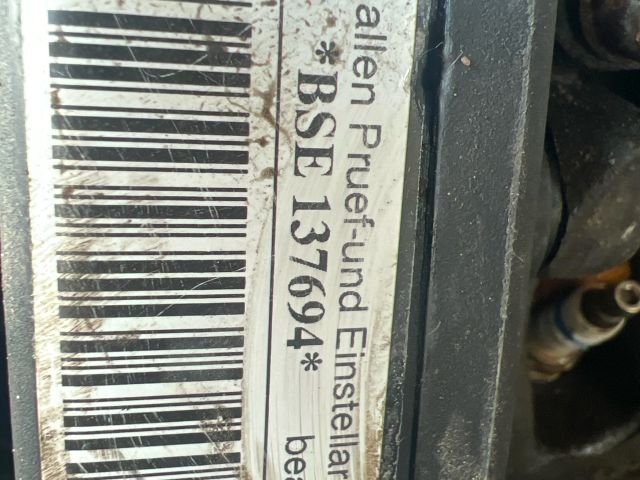 allen Pruef-und Einstellar
*BSE 137694* bea